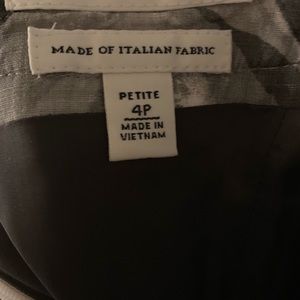 MADE OF ITALIAN FABRIC
PETITE
4P
MADE IN
VIETNAM